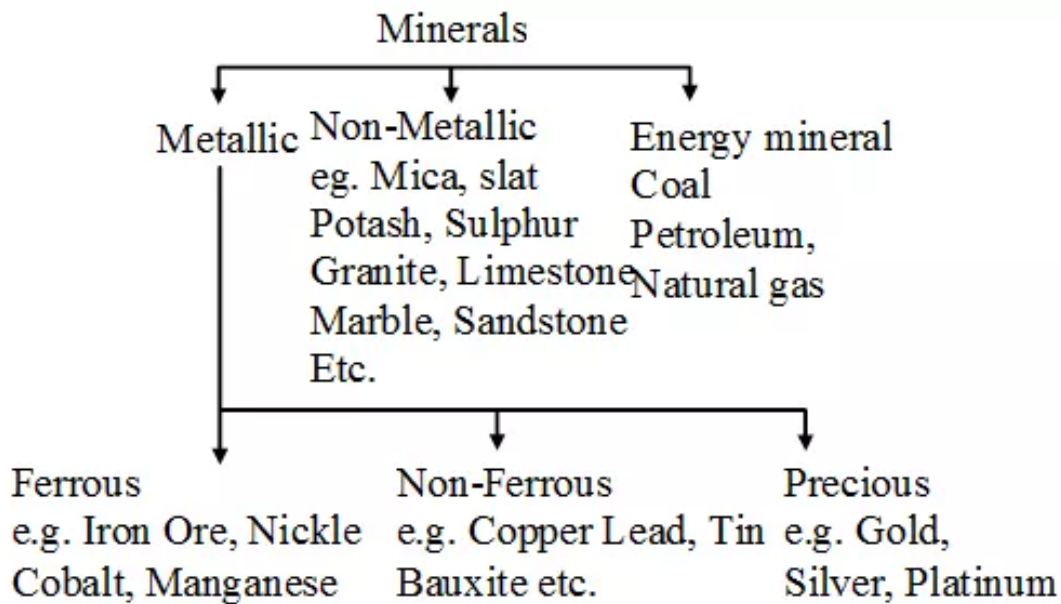 Minerals
Metallic
Non-Metallic
eg. Mica, slat
Potash, Sulphur
Granite, Limestone
Marble, Sandstone
Etc.
Energy mineral
Coal
Petroleum,
Natural gas
Ferrous
e.g. Iron Ore, Nickle
Cobalt, Manganese
Non-Ferrous
e.g. Copper Lead, Tin
Bauxite etc.
Precious
e.g. Gold,
Silver, Platinum